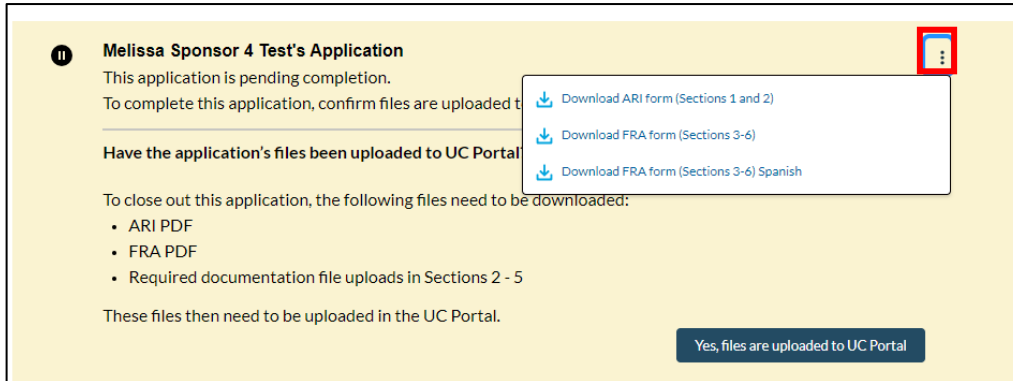 Melissa Sponsor 4 Test's Application
This application is pending completion.
To complete this application, confirm files are uploaded t
Download ARI form (Sections 1 and 2)
Download FRA form (Sections 3-6)
Download FRA form (Sections 3-6) Spanish
Have the application's files been uploaded to UC Portal?
To close out this application, the following files need to be downloaded:
• ARI PDF
• FRA PDF
• Required documentation file uploads in Sections 2 - 5
These files then need to be uploaded in the UC Portal.
Yes, files are uploaded to UC Portal